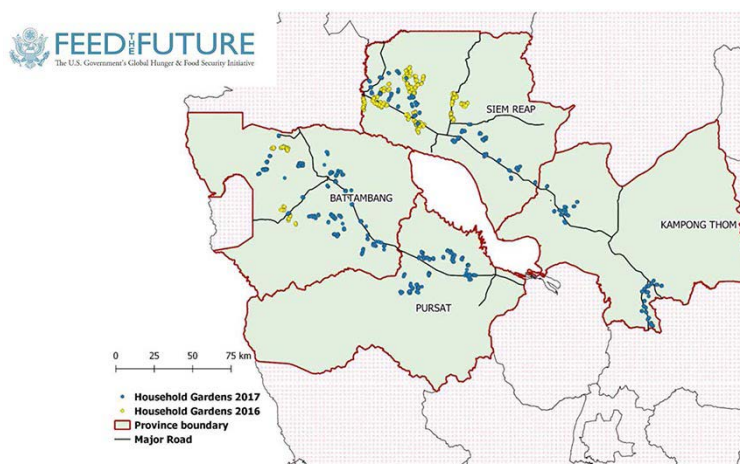 FEED THE FUTURE
The U.S. Government's Global Hunger & Food Security Initiative
SIEM REAP
BATTAMBANG
KAMPONG THOM
PURSAT
0 25 50 75 km
Household Gardens 2017
Household Gardens 2016
Province boundary
Major Road